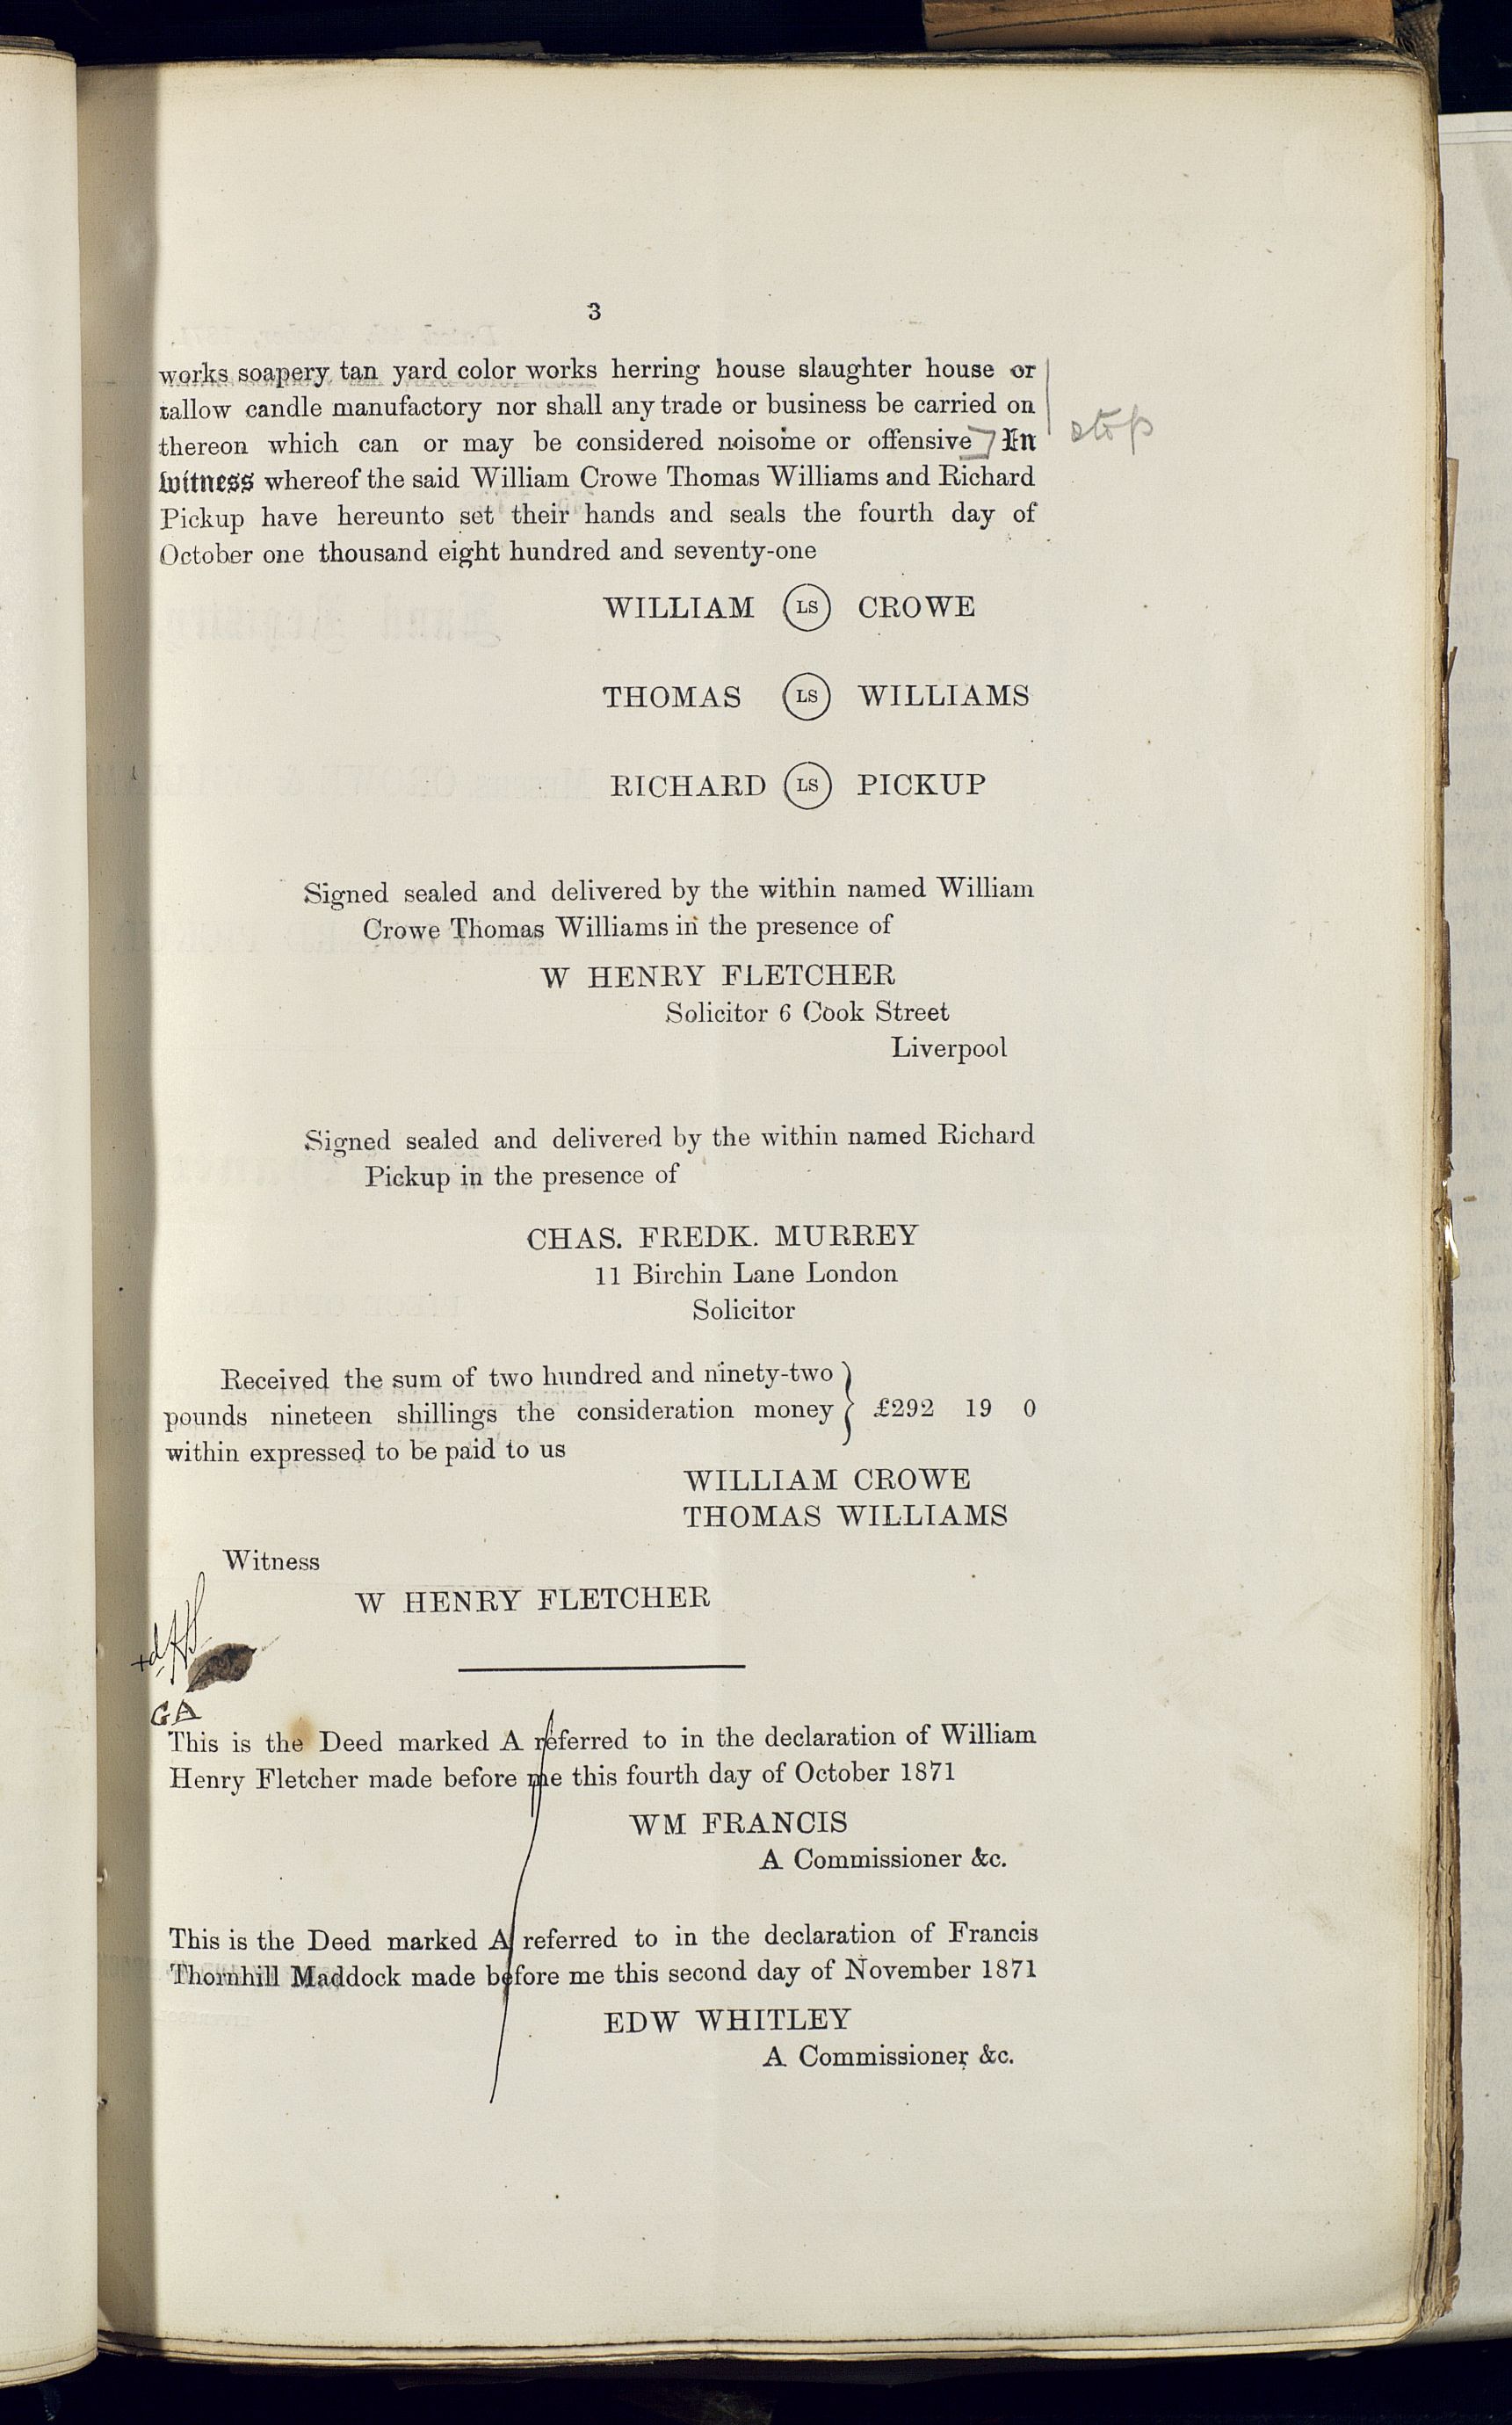 3
works soapery tan yard color works herring house slaughter house or
tallow candle manufactory nor shall any trade or business be carried on
thereon which can or may be considered noisome or offensive ] In
witness whereof the said William Crowe Thomas Williams and Richard
Pickup have hereunto set their hands and seals the fourth day of
October one thousand eight hundred and seventy-one
stop
WILLIAM LS CROWE
THOMAS LS WILLIAMS
RICHARD LS PICKUP
Signed sealed and delivered by the within named William
Crowe Thomas Williams in the presence of
W HENRY FLETCHER
Solicitor 6 Cook Street
Liverpool
Signed sealed and delivered by the within named Richard
Pickup in the presence of
CHAS. FREDK. MURREY
11 Birchin Lane London
Solicitor
Received the sum of two hundred and ninety-two
pounds nineteen shillings the consideration money } £292 19 0
within expressed to be paid to us
WILLIAM CROWE
THOMAS WILLIAMS
Witness
W HENRY FLETCHER
GA
This is the Deed marked A referred to in the declaration of William
Henry Fletcher made before me this fourth day of October 1871
WM FRANCIS
A Commissioner &c.
This is the Deed marked A referred to in the declaration of Francis
Thornhill Maddock made before me this second day of November 1871
EDW WHITLEY
A Commissioner &c.